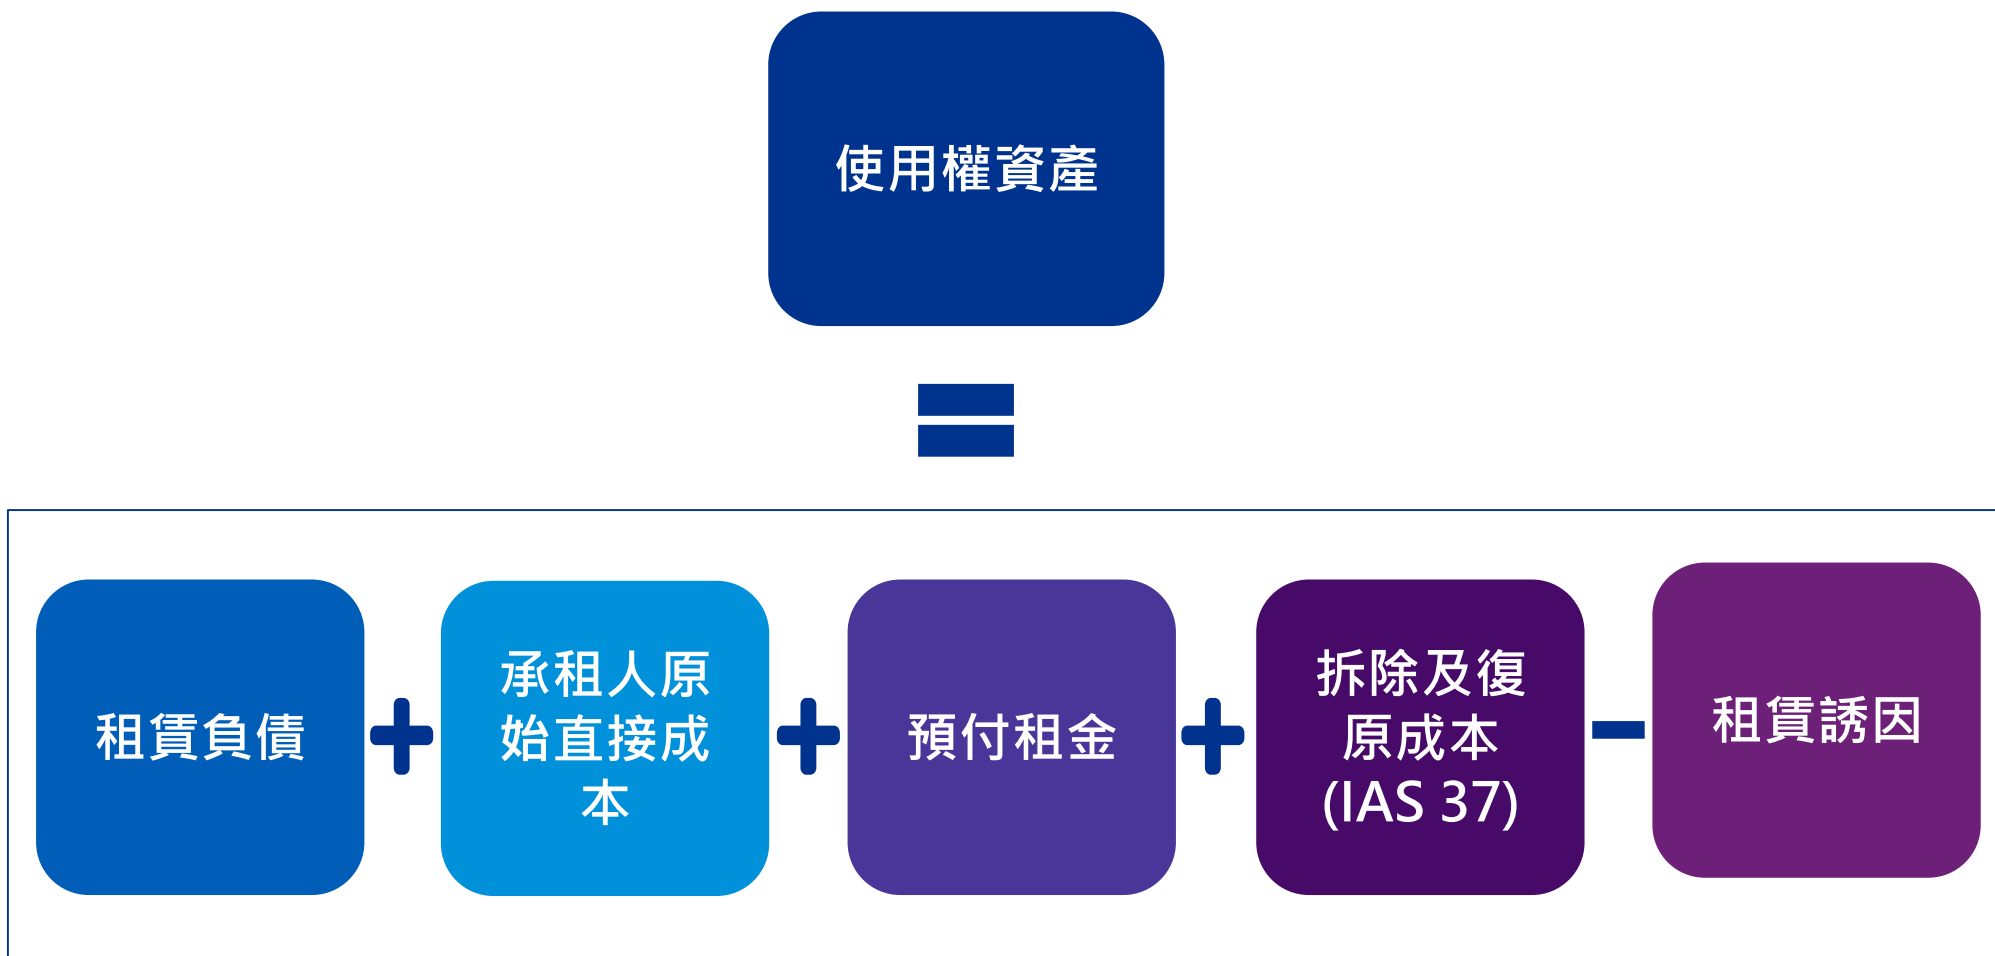 使用權資產
租賃負債
承租人原
始直接成
本
預付租金
拆除及復
原成本
(IAS 37)
租賃誘因